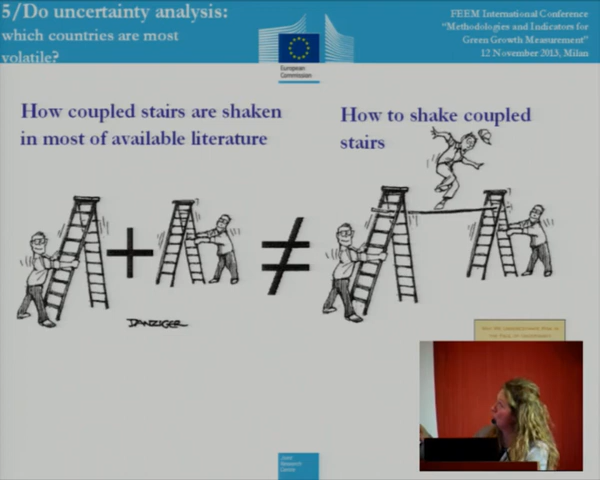 5/Do uncertainty analysis:
which countries are most
volatile?
European
Commission
FEEM International Conference
"Methodologies and Indicators for
Green Growth Measurement"
12 November 2013, Milan
How coupled stairs are shaken
in most of available literature
How to shake coupled
stairs
+
≠
DANZIGER
Joint
Research
Centre